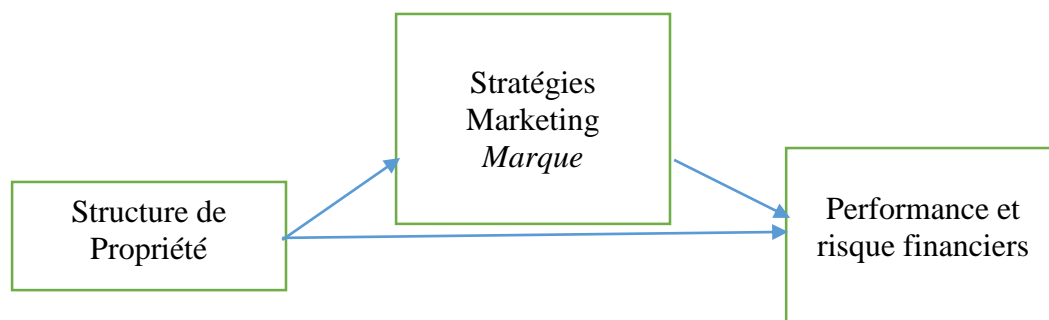 Stratégies
Marketing
Marque
Structure de
Propriété
Performance et
risque financiers